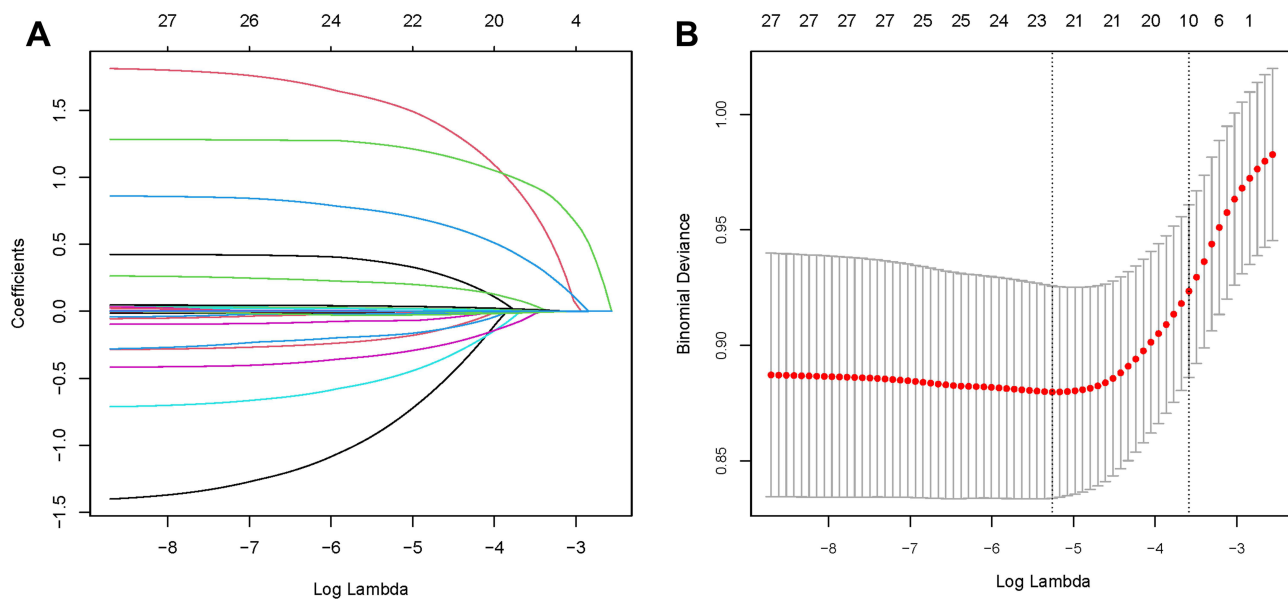 A
27 26 24 22 20 4
Coefficients
1.5
1.0
0.5
0.0
−0.5
−1.0
−1.5
−8 −7 −6 −5 −4 −3
Log Lambda
B
27 27 27 27 25 25 24 23 21 21 20 10 6 1
Binomial Deviance
1.00
0.95
0.90
0.85
−8 −7 −6 −5 −4 −3
Log Lambda